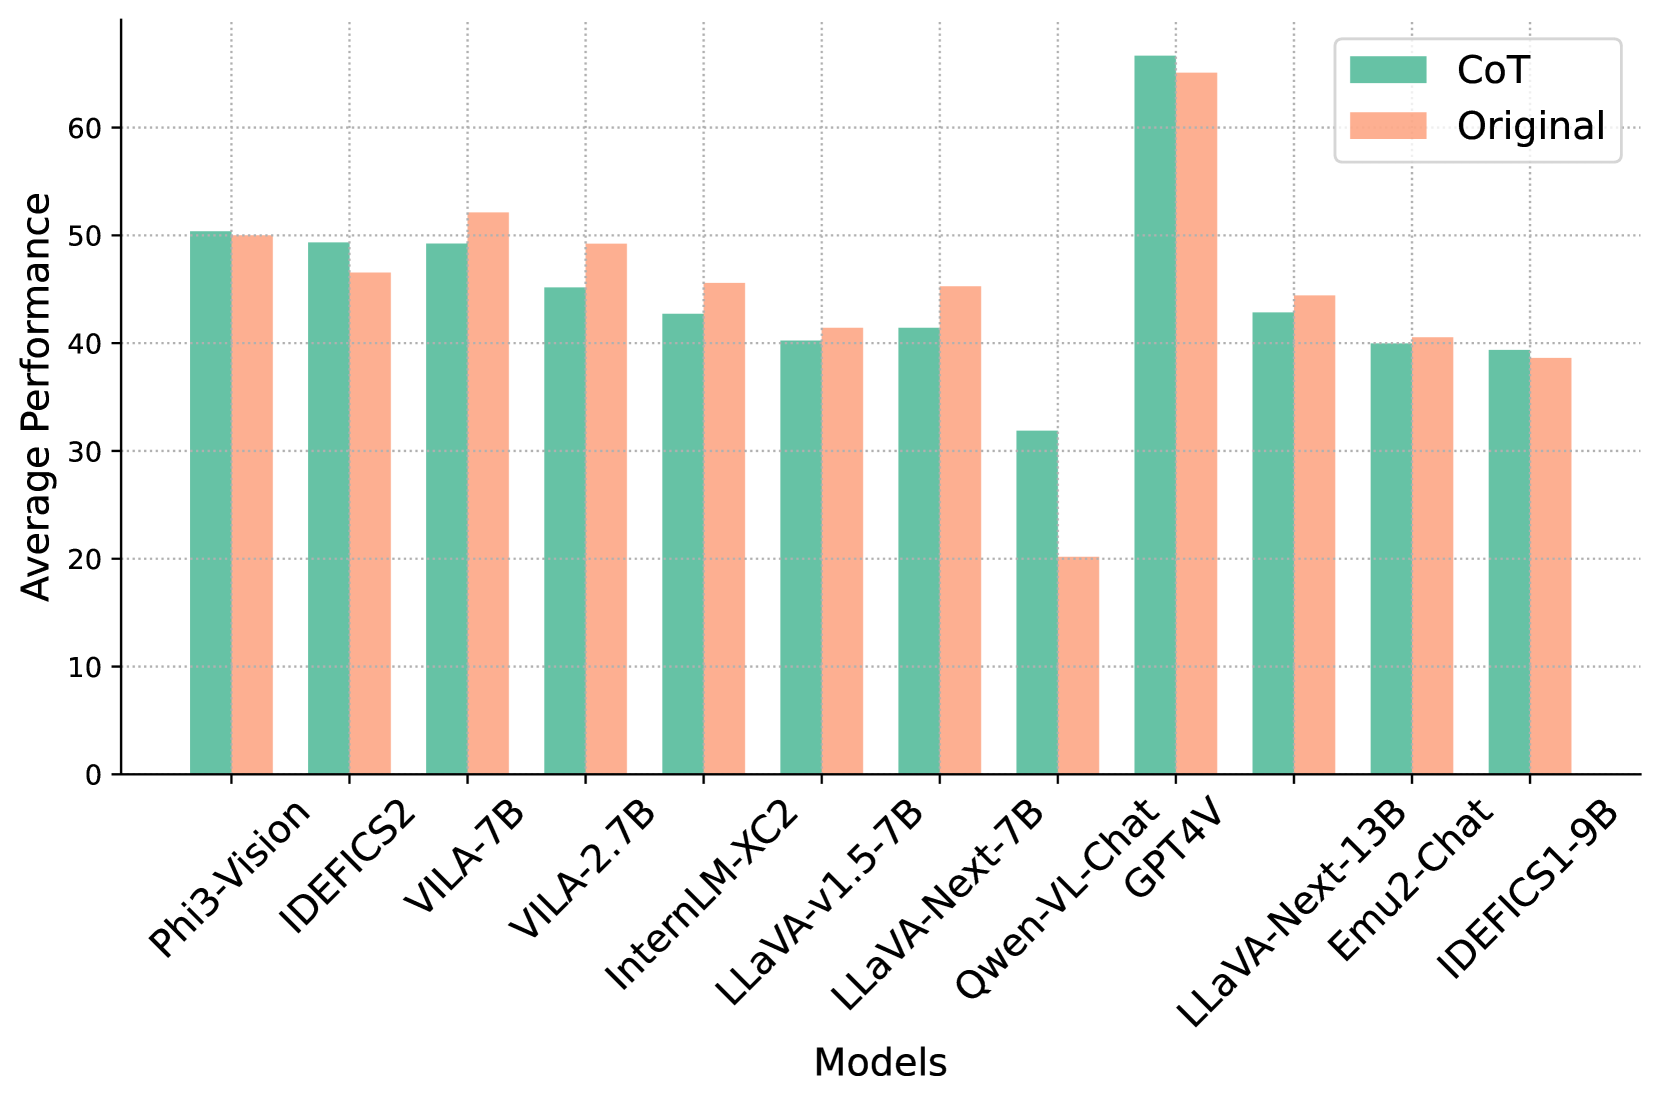 CoT
Original
Average Performance
60
50
40
30
20
10
0
Phi3-Vision
IDEFICS2
VILA-7B
VILA-2.7B
InternLM-XC2
LLaVA-v1.5-7B
LLaVA-Next-7B
Qwen-VL-Chat
GPT4V
LLaVA-Next-13B
Emu2-Chat
IDEFICS1-9B
Models